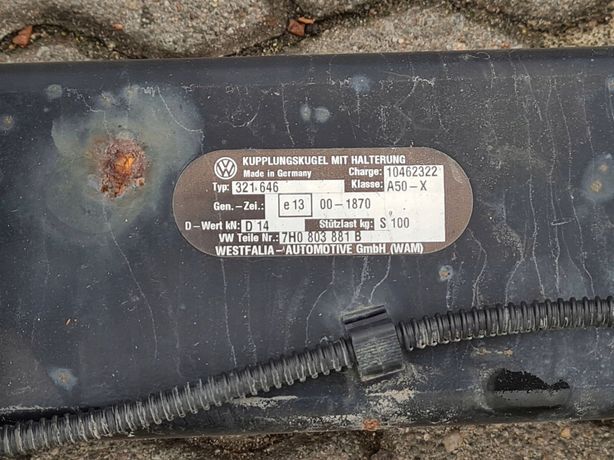 KUPPLUNGSKUGEL MIT HALTERUNG
Made in Germany Charge: 10462322
Typ: 321 646 Klasse: A50-X
Gen.-Zei.: e 13 00-1870
D-Wert kN: D 14 Stützlast kg: S 100
VW Teile Nr.: 7H0 803 881 B
WESTFALIA-AUTOMOTIVE GmbH (WAM)